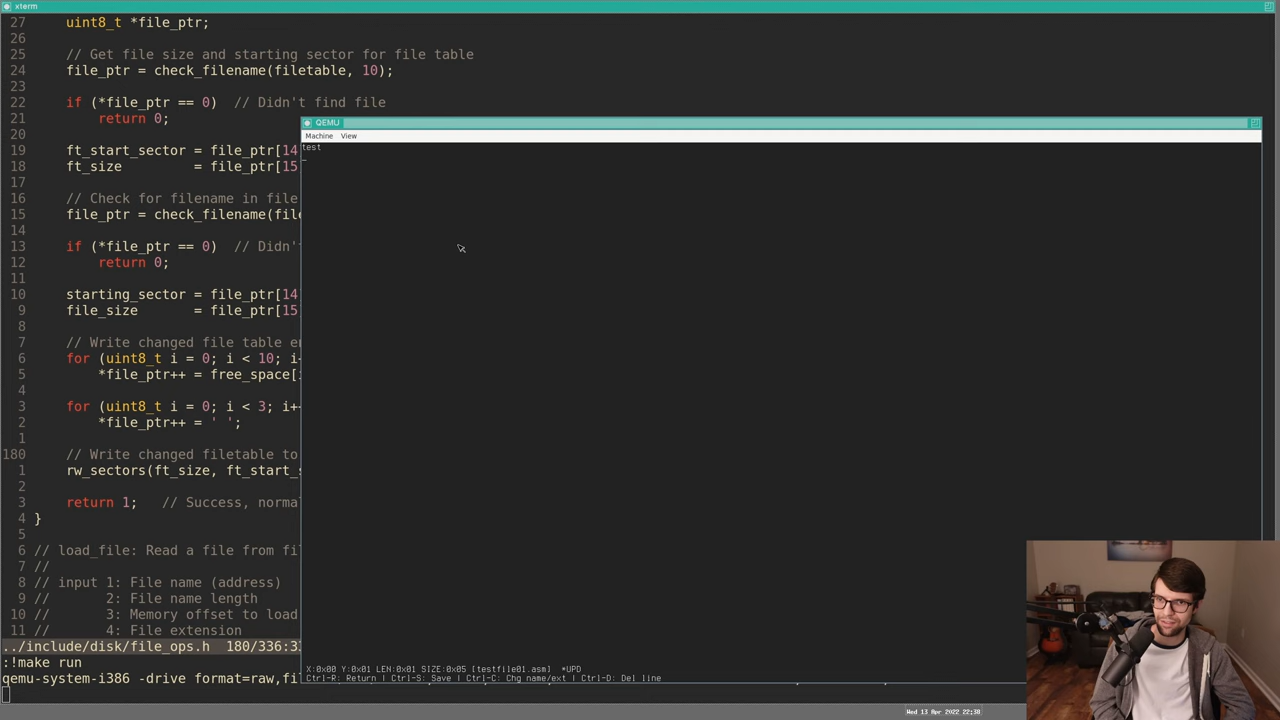 xterm
27 uint8_t *file_ptr;
26
25 // Get file size and starting sector for file table
24 file_ptr = check_filename(filetable, 10);
23
22 if (*file_ptr == 0) // Didn't find file
21 return 0;
20
19 ft_start_sector = file_ptr[14
18 ft_size = file_ptr[15
17
16 // Check for filename in file
15 file_ptr = check_filename(file
14
13 if (*file_ptr == 0) // Didn'
12 return 0;
11
10 starting_sector = file_ptr[14
9 file_size = file_ptr[15
8
7 // Write changed file table en
6 for (uint8_t i = 0; i < 10; i+
5 *file_ptr++ = free_space[
4
3 for (uint8_t i = 0; i < 3; i++
2 *file_ptr++ = ' ';
1
180 // Write changed filetable to
1 rw_sectors(ft_size, ft_start_s
2
3 return 1; // Success, norma
4 }
5
6 // load_file: Read a file from fi
7 //
8 // input 1: File name (address)
9 // 2: File name length
10 // 3: Memory offset to load
11 // 4: File extension
../include/disk/file_ops.h 180/336:3
:!make run
qemu-system-i386 -drive format=raw,fi
QEMU
Machine View
test
_
X:0x00 Y:0x01 LEN:0x01 SIZE:0x05 [testfile01.asm] *UPD
Ctrl-R: Return | Ctrl-S: Save | Ctrl-C: Chg name/ext | Ctrl-D: Del line
Wed 13 Apr 2022 22:38